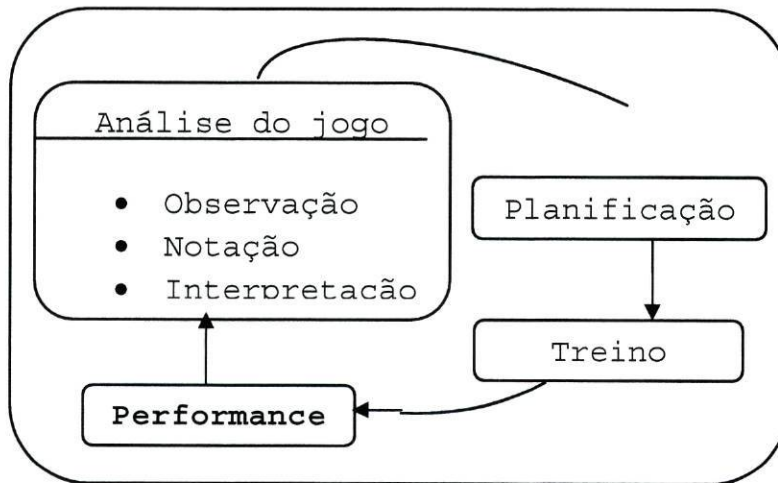 Análise do jogo
• Observação
• Notação
• Interpretação
Planificação
Treino
Performance